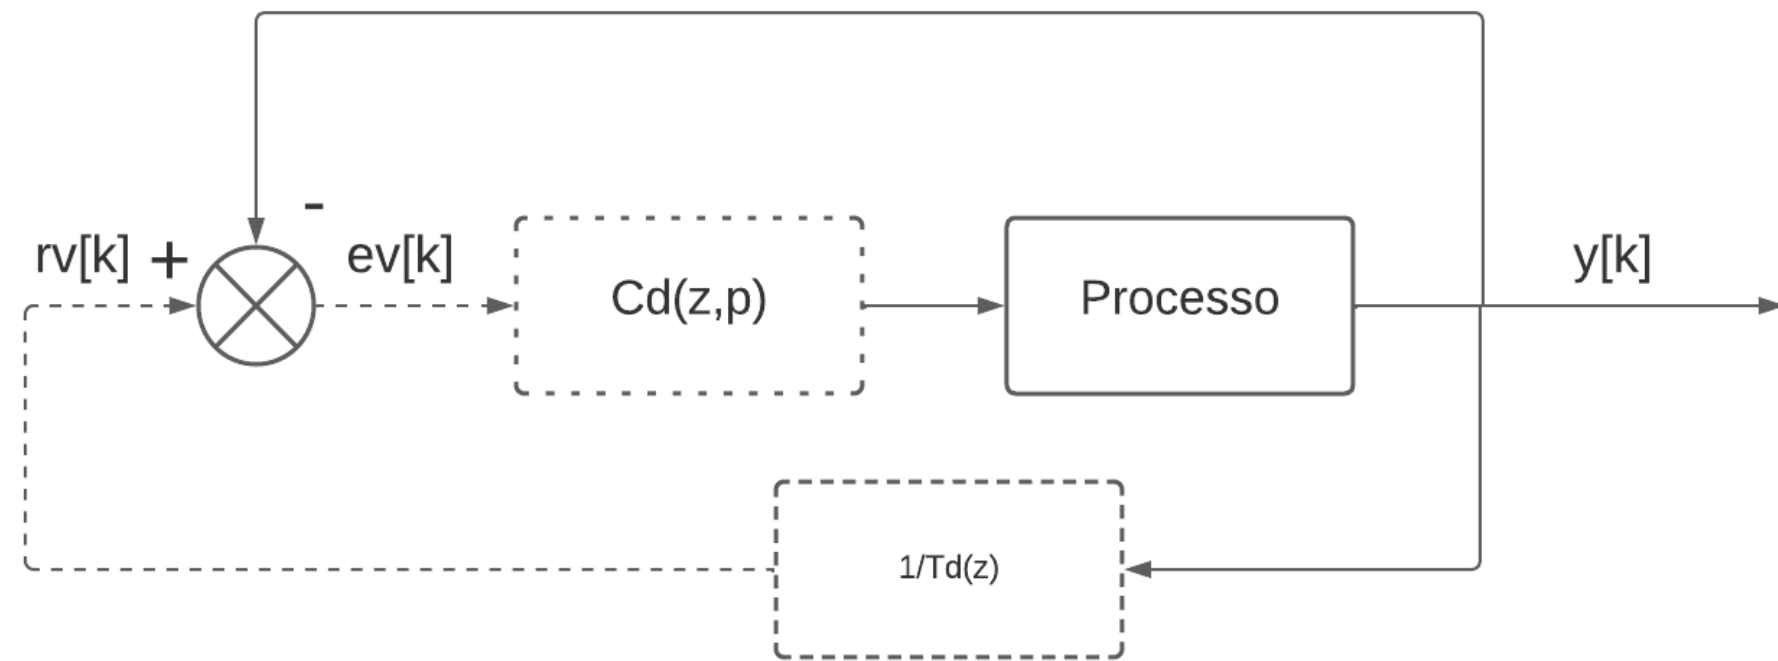 -
rv[k] + ev[k] y[k]
Cd(z,p) Processo
1/Td(z)